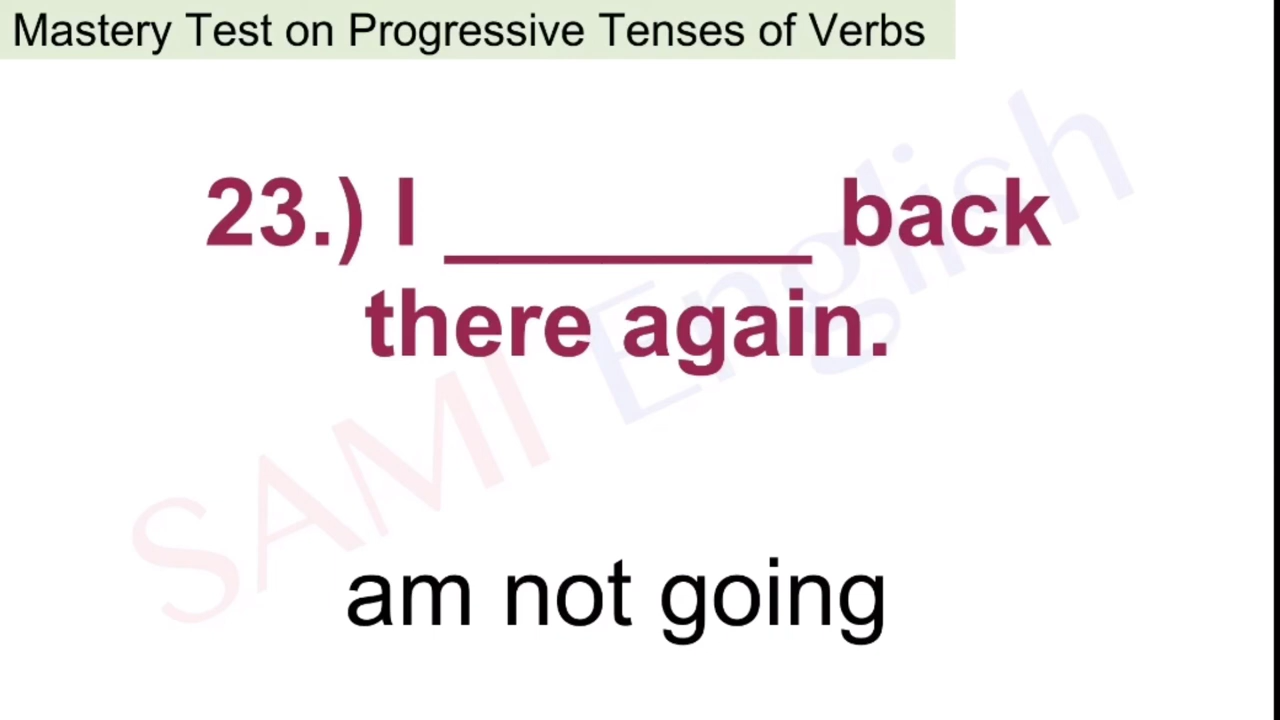 Mastery Test on Progressive Tenses of Verbs
23.) I ________ back
there again.
SAMI English
am not going